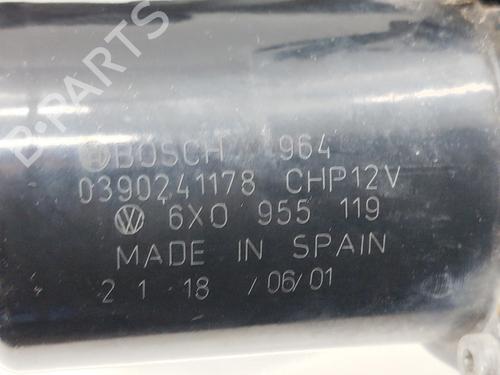 B-PARTS
BOSCH 964
0390241178 CHP12V
6X0 955 119
MADE IN SPAIN
2 1 18 /06/01